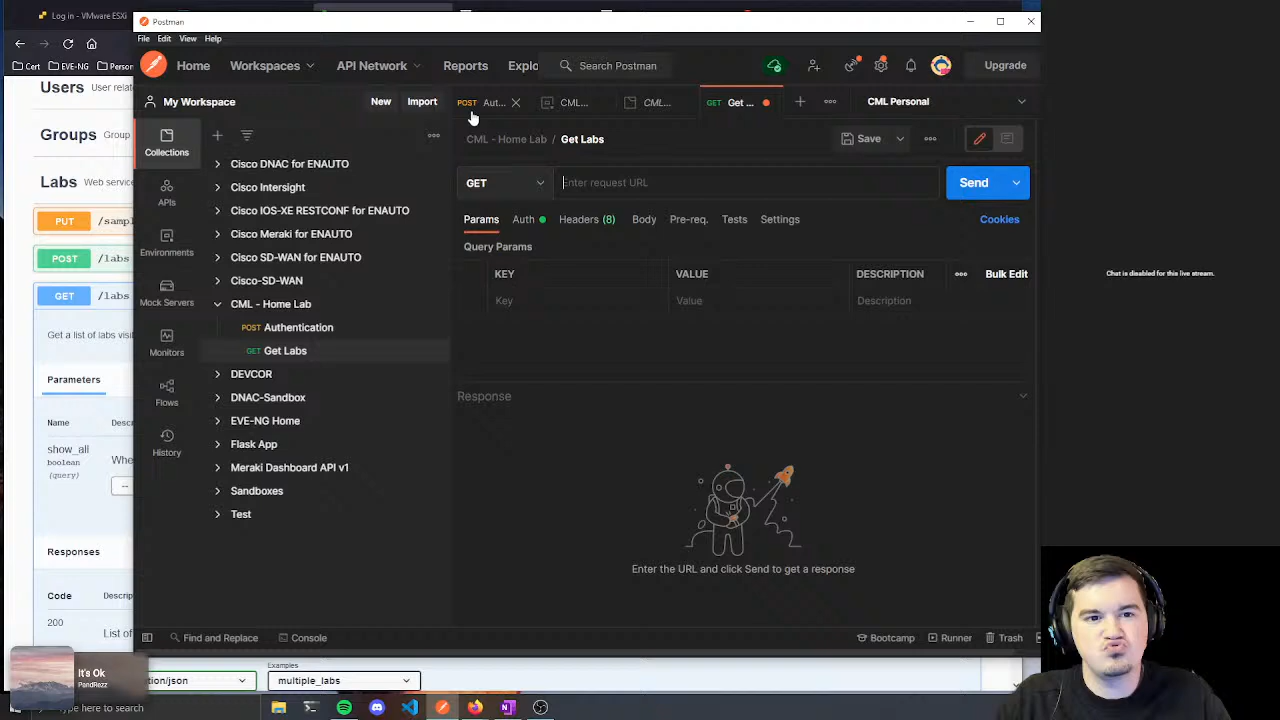 Log in - VMware ESXi
Postman
File Edit View Help
Cert EVE-NG Person
Home Workspaces API Network Reports Explo Search Postman Upgrade
Users User relate
My Workspace New Import
POST Aut... CML... CML... GET Get ... CML Personal
Groups Group
CML - Home Lab / Get Labs Save
Collections
Labs Web service
Cisco DNAC for ENAUTO
Cisco Intersight
GET Enter request URL Send
APIs
Cisco IOS-XE RESTCONF for ENAUTO
PUT /sampl
Params Auth Headers (8) Body Pre-req. Tests Settings Cookies
Cisco Meraki for ENAUTO
Environments
Query Params
POST /labs
Cisco SD-WAN for ENAUTO
KEY VALUE DESCRIPTION Bulk Edit
Cisco-SD-WAN
GET /labs
Mock Servers
CML - Home Lab
Key Value Description
POST Authentication
Get a list of labs visi
Monitors
GET Get Labs
Parameters
DEVCOR
Flows
DNAC-Sandbox
Response
Name Descr
EVE-NG Home
show_all
boolean
(query)
Whe
--
History
Flask App
Meraki Dashboard API v1
Sandboxes
Test
Responses
Enter the URL and click Send to get a response
Code Descr
200 List of
Find and Replace Console Bootcamp Runner Trash
It's Ok
PendRezz
Examples
tion/json multiple_labs
pe here to search
Chat is disabled for this live stream.